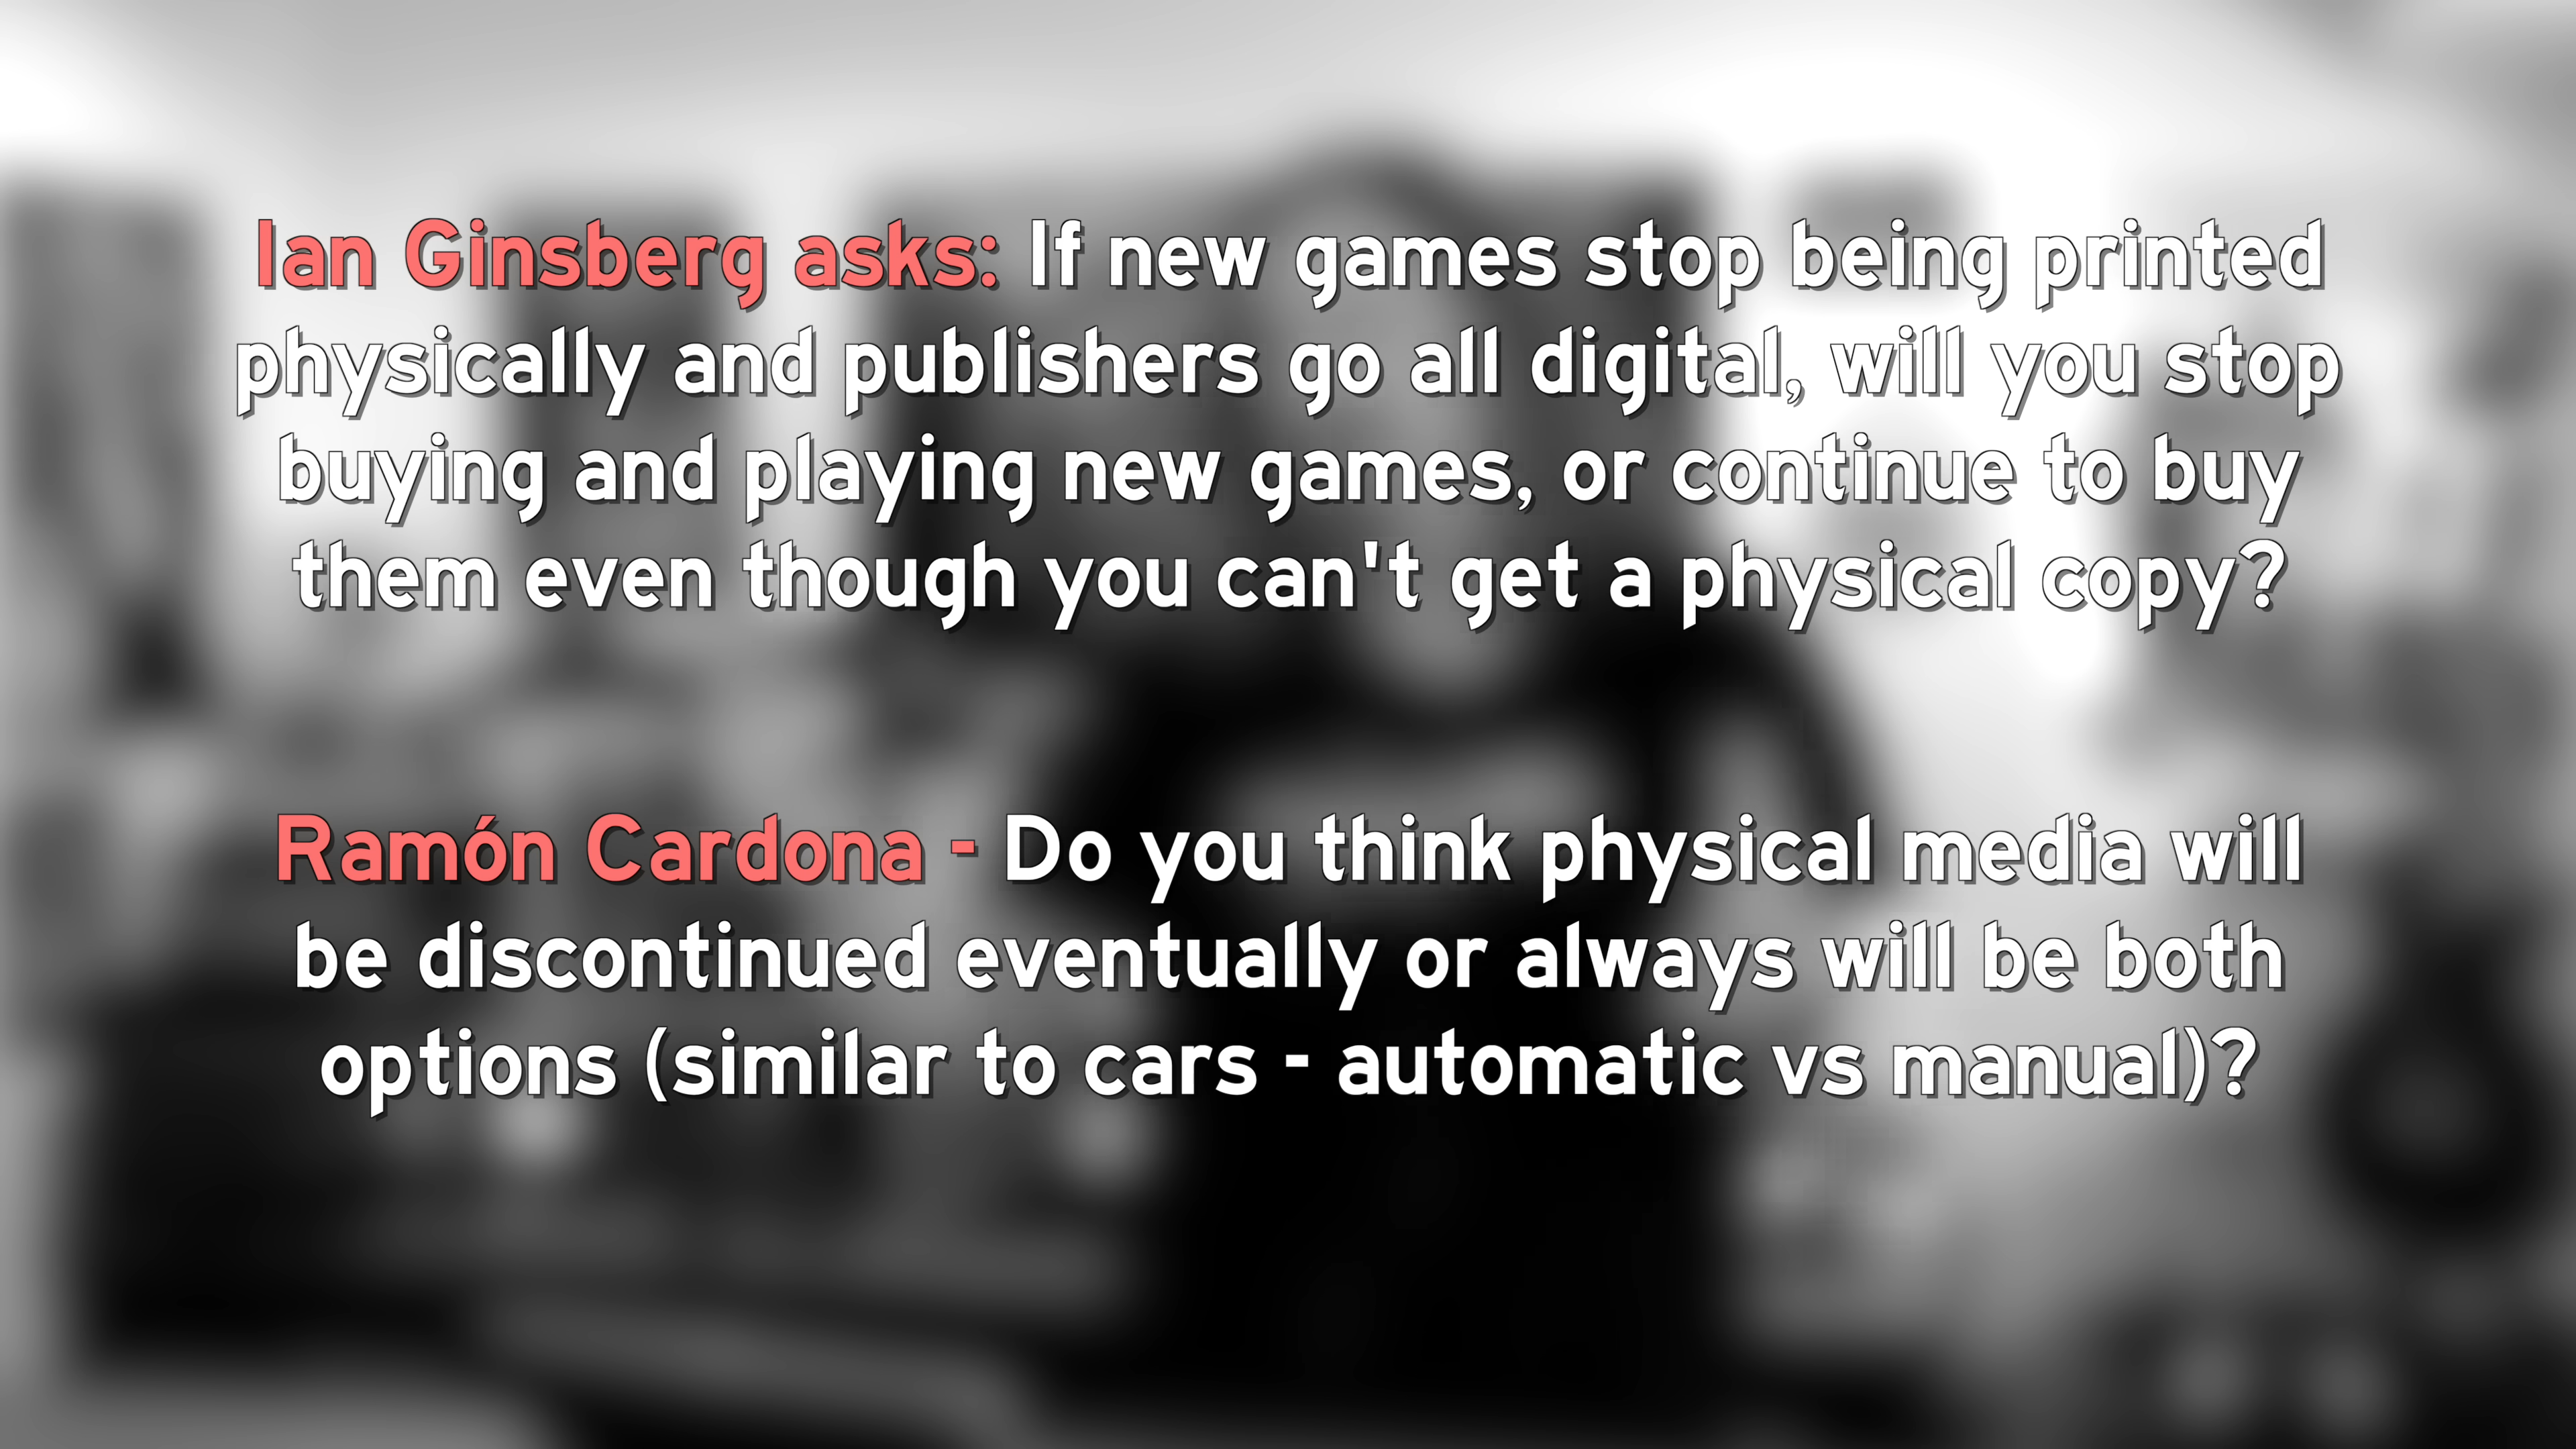 Ian Ginsberg asks: If new games stop being printed
physically and publishers go all digital, will you stop
buying and playing new games, or continue to buy
them even though you can't get a physical copy?
Ramón Cardona - Do you think physical media will
be discontinued eventually or always will be both
options (similar to cars - automatic vs manual)?